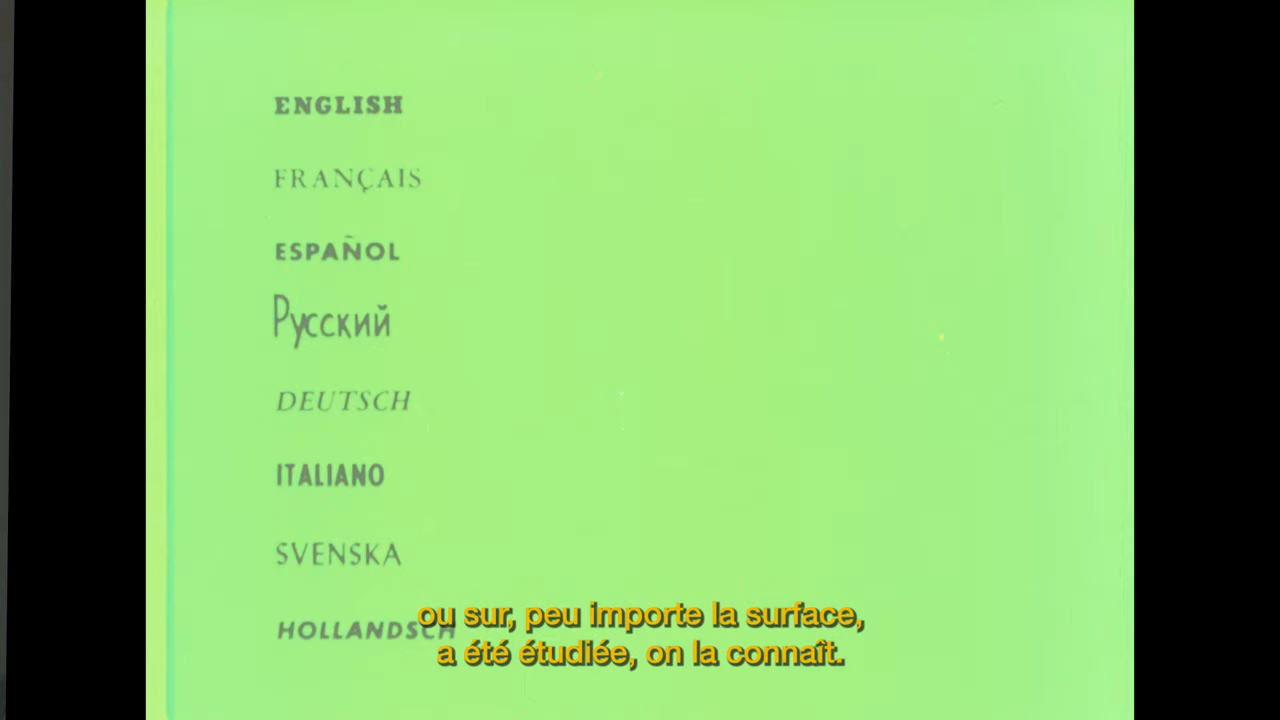 ENGLISH
FRANÇAIS
ESPAÑOL
Русский
DEUTSCH
ITALIANO
SVENSKA
HOLLANDSCH
ou sur, peu importe la surface,
a été étudiée, on la connaît.